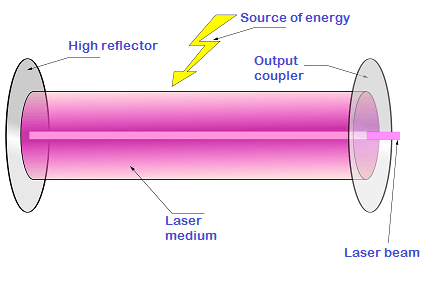 Source of energy
High reflector
Output
coupler
Laser
medium
Laser beam